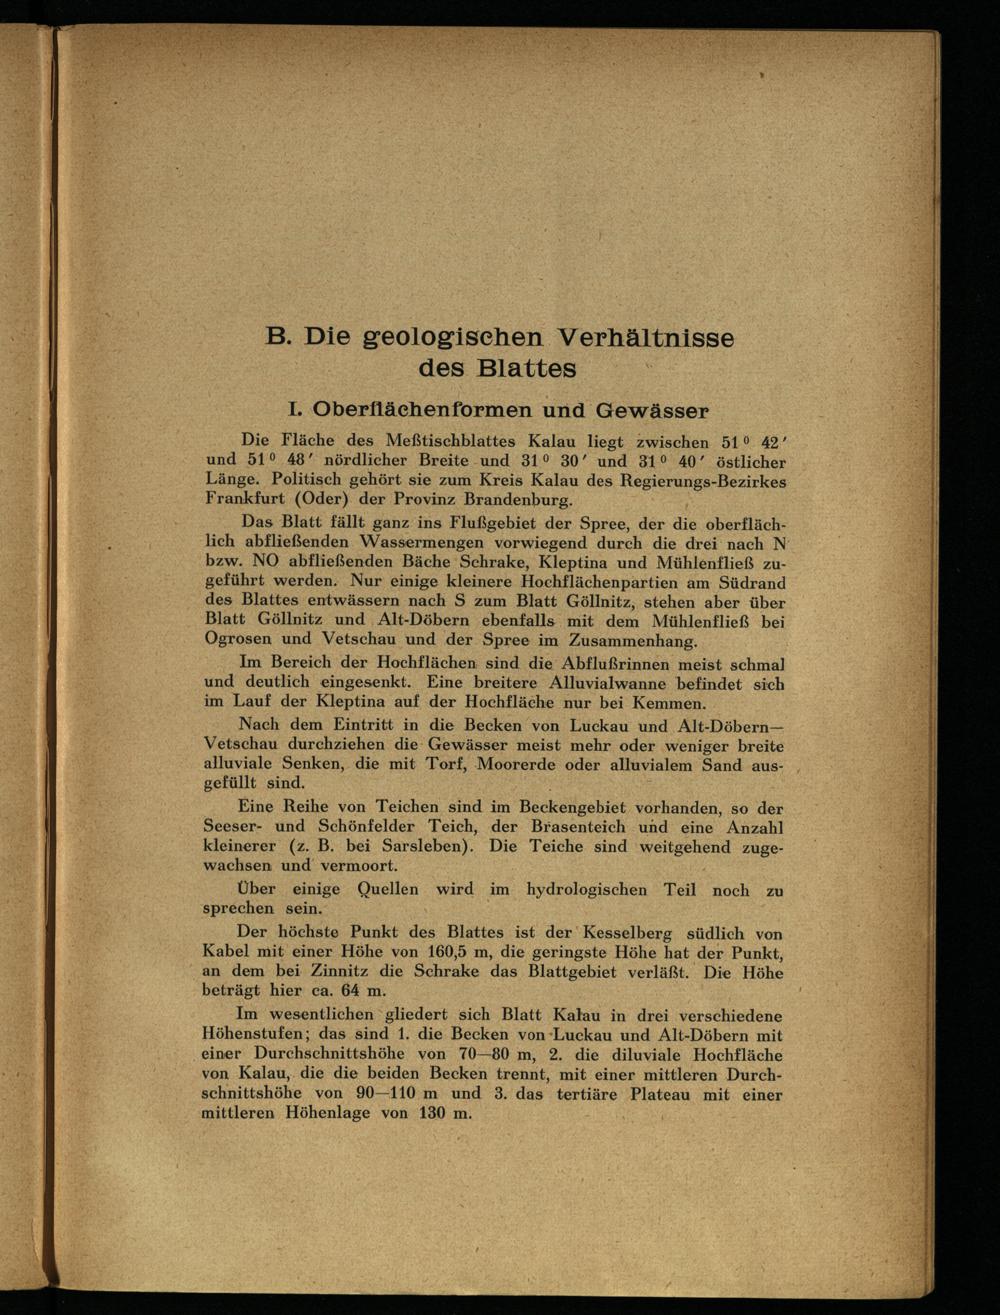 B. Die geologischen Verhältnisse
des Blattes
I. Oberflächenformen und Gewässer
Die Fläche des Meßtischblattes Kalau liegt zwischen 51⁰ 42′
und 51⁰ 48′ nördlicher Breite und 31⁰ 30′ und 31⁰ 40′ östlicher
Länge. Politisch gehört sie zum Kreis Kalau des Regierungs-Bezirkes
Frankfurt (Oder) der Provinz Brandenburg.
Das Blatt fällt ganz ins Flußgebiet der Spree, der die oberfläch-
lich abfließenden Wassermengen vorwiegend durch die drei nach N
bzw. NO abfließenden Bäche Schrake, Kleptina und Mühlenfließ zu-
geführt werden. Nur einige kleinere Hochflächenpartien am Südrand
des Blattes entwässern nach S zum Blatt Göllnitz, stehen aber über
Blatt Göllnitz und Alt-Döbern ebenfalls mit dem Mühlenfließ bei
Ogrosen und Vetschau und der Spree im Zusammenhang.
Im Bereich der Hochflächen sind die Abflußrinnen meist schmal
und deutlich eingesenkt. Eine breitere Alluvialwanne befindet sich
im Lauf der Kleptina auf der Hochfläche nur bei Kemmen.
Nach dem Eintritt in die Becken von Luckau und Alt-Döbern—
Vetschau durchziehen die Gewässer meist mehr oder weniger breite
alluviale Senken, die mit Torf, Moorerde oder alluvialem Sand aus-
gefüllt sind.
Eine Reihe von Teichen sind im Beckengebiet vorhanden, so der
Seeser- und Schönfelder Teich, der Brasenteich und eine Anzahl
kleinerer (z. B. bei Sarsleben). Die Teiche sind weitgehend zuge-
wachsen und vermoort.
Über einige Quellen wird im hydrologischen Teil noch zu
sprechen sein.
Der höchste Punkt des Blattes ist der Kesselberg südlich von
Kabel mit einer Höhe von 160,5 m, die geringste Höhe hat der Punkt,
an dem bei Zinnitz die Schrake das Blattgebiet verläßt. Die Höhe
beträgt hier ca. 64 m.
Im wesentlichen gliedert sich Blatt Kalau in drei verschiedene
Höhenstufen; das sind 1. die Becken von Luckau und Alt-Döbern mit
einer Durchschnittshöhe von 70—80 m, 2. die diluviale Hochfläche
von Kalau, die die beiden Becken trennt, mit einer mittleren Durch-
schnittshöhe von 90—110 m und 3. das tertiäre Plateau mit einer
mittleren Höhenlage von 130 m.